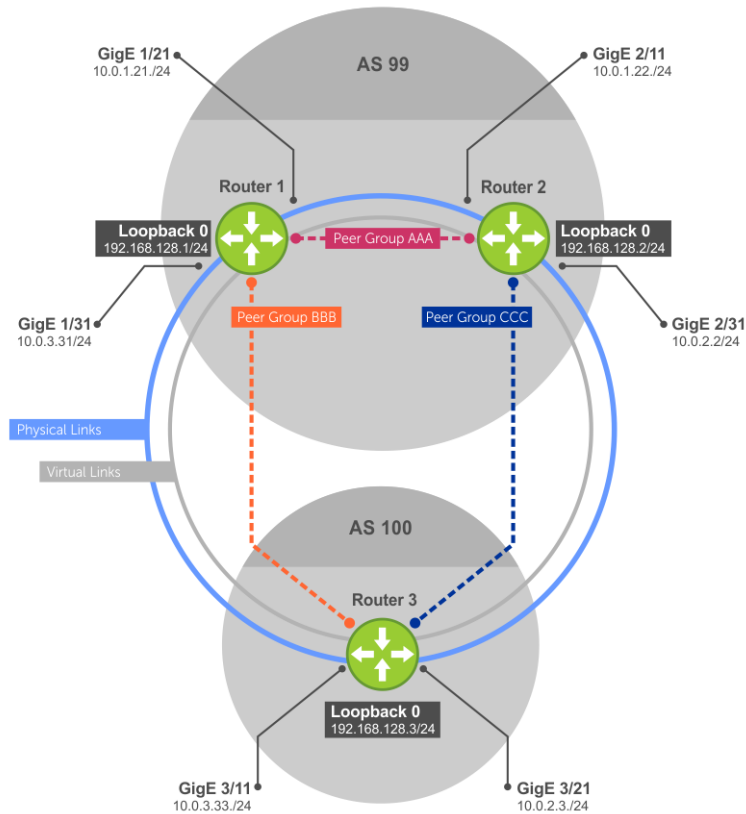 GigE 1/21
10.0.1.21./24
AS 99
GigE 2/11
10.0.1.22./24
Router 1
Router 2
Loopback 0
192.168.128.1/24
Peer Group AAA
Loopback 0
192.168.128.2/24
GigE 1/31
10.0.3.31/24
Peer Group BBB
Peer Group CCC
GigE 2/31
10.0.2.2/24
Physical Links
Virtual Links
AS 100
Router 3
Loopback 0
192.168.128.3/24
GigE 3/11
10.0.3.33./24
GigE 3/21
10.0.2.3./24